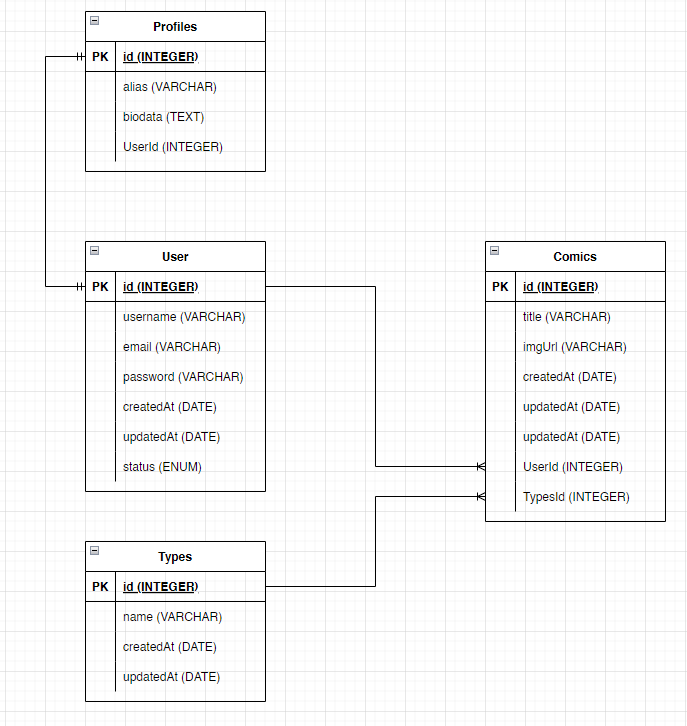 Profiles
PK id (INTEGER)
alias (VARCHAR)
biodata (TEXT)
UserId (INTEGER)
User
PK id (INTEGER)
username (VARCHAR)
email (VARCHAR)
password (VARCHAR)
createdAt (DATE)
updatedAt (DATE)
status (ENUM)
Comics
PK id (INTEGER)
title (VARCHAR)
imgUrl (VARCHAR)
createdAt (DATE)
updatedAt (DATE)
updatedAt (DATE)
UserId (INTEGER)
TypesId (INTEGER)
Types
PK id (INTEGER)
name (VARCHAR)
createdAt (DATE)
updatedAt (DATE)